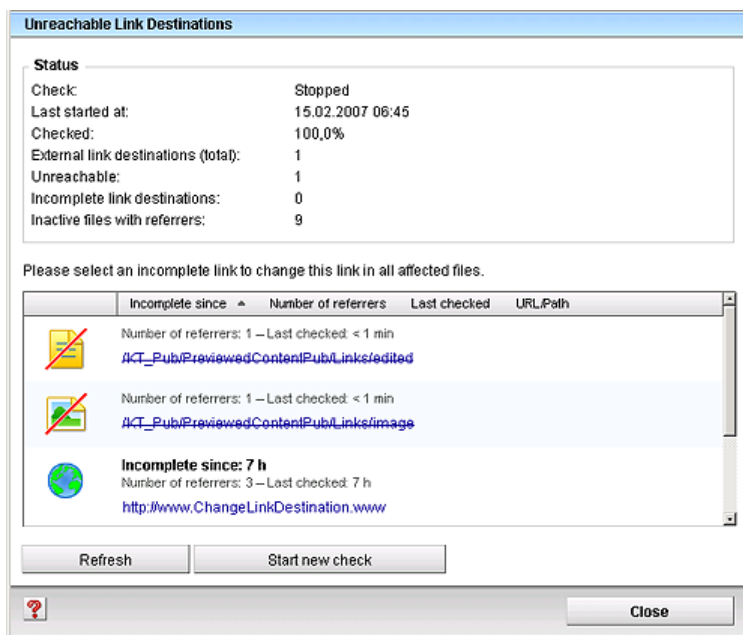 Unreachable Link Destinations
Status
Check: Stopped
Last started at: 15.02.2007 06:45
Checked: 100,0%
External link destinations (total): 1
Unreachable: 1
Incomplete link destinations: 0
Inactive files with referrers: 9
Please select an incomplete link to change this link in all affected files.
Incomplete since Number of referrers Last checked URL/Path
Number of referrers: 1 – Last checked: < 1 min
/KT_Pub/PreviewedContentPub/Links/edited
Number of referrers: 1 – Last checked: < 1 min
/KT_Pub/PreviewedContentPub/Links/image
Incomplete since: 7 h
Number of referrers: 3 – Last checked: 7 h
http://www.ChangeLinkDestination.www
Refresh Start new check
? Close